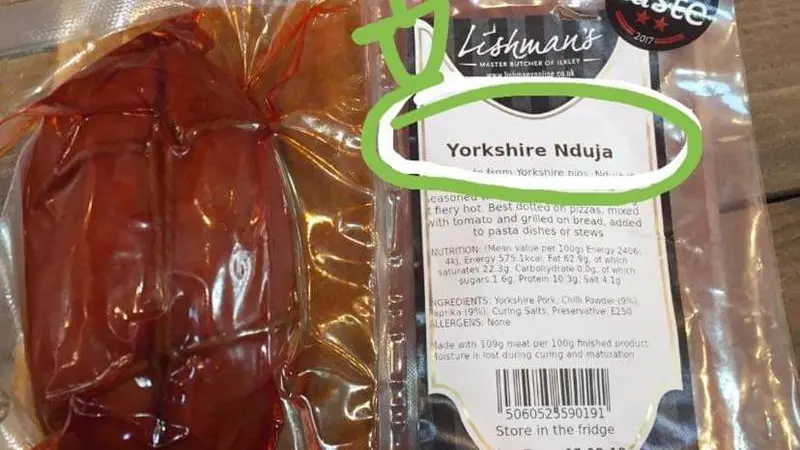 taste
2017
Lishman's
MASTER BUTCHER OF ILKLEY
www.lishmansonline.co.uk
Yorkshire Nduja
from Yorkshire pigs, Nduja
seasoned
fiery hot. Best dotted on pizzas, mixed
with tomato and grilled on bread, added
to pasta dishes or stews
NUTRITION: (Mean value per 100g) Energy 2406.
4kj, Energy 575.1kcal, Fat 62.9g, of which
saturates 22.3g, Carbohydrate 0.0g, of which
sugars 1.6g, Protein 10.3g, Salt 4.1g
INGREDIENTS: Yorkshire Pork, Chilli Powder (9%),
Paprika (9%), Curing Salts, Preservative: E250
ALLERGENS: None
Made with 109g meat per 100g finished product
Moisture is lost during curing and maturation
5060525590191
Store in the fridge